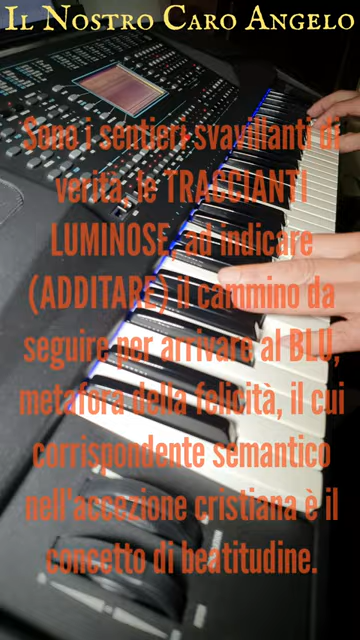 Il Nostro Caro Angelo
Sono i sentieri svavillanti di
verità, le TRACCIANTI
LUMINOSE, ad indicare
(ADDITARE) il cammino da
seguire per arrivare al BLU,
metafora della felicità, il cui
corrispondente semantico
nell'accezione cristiana è il
concetto di beatitudine.